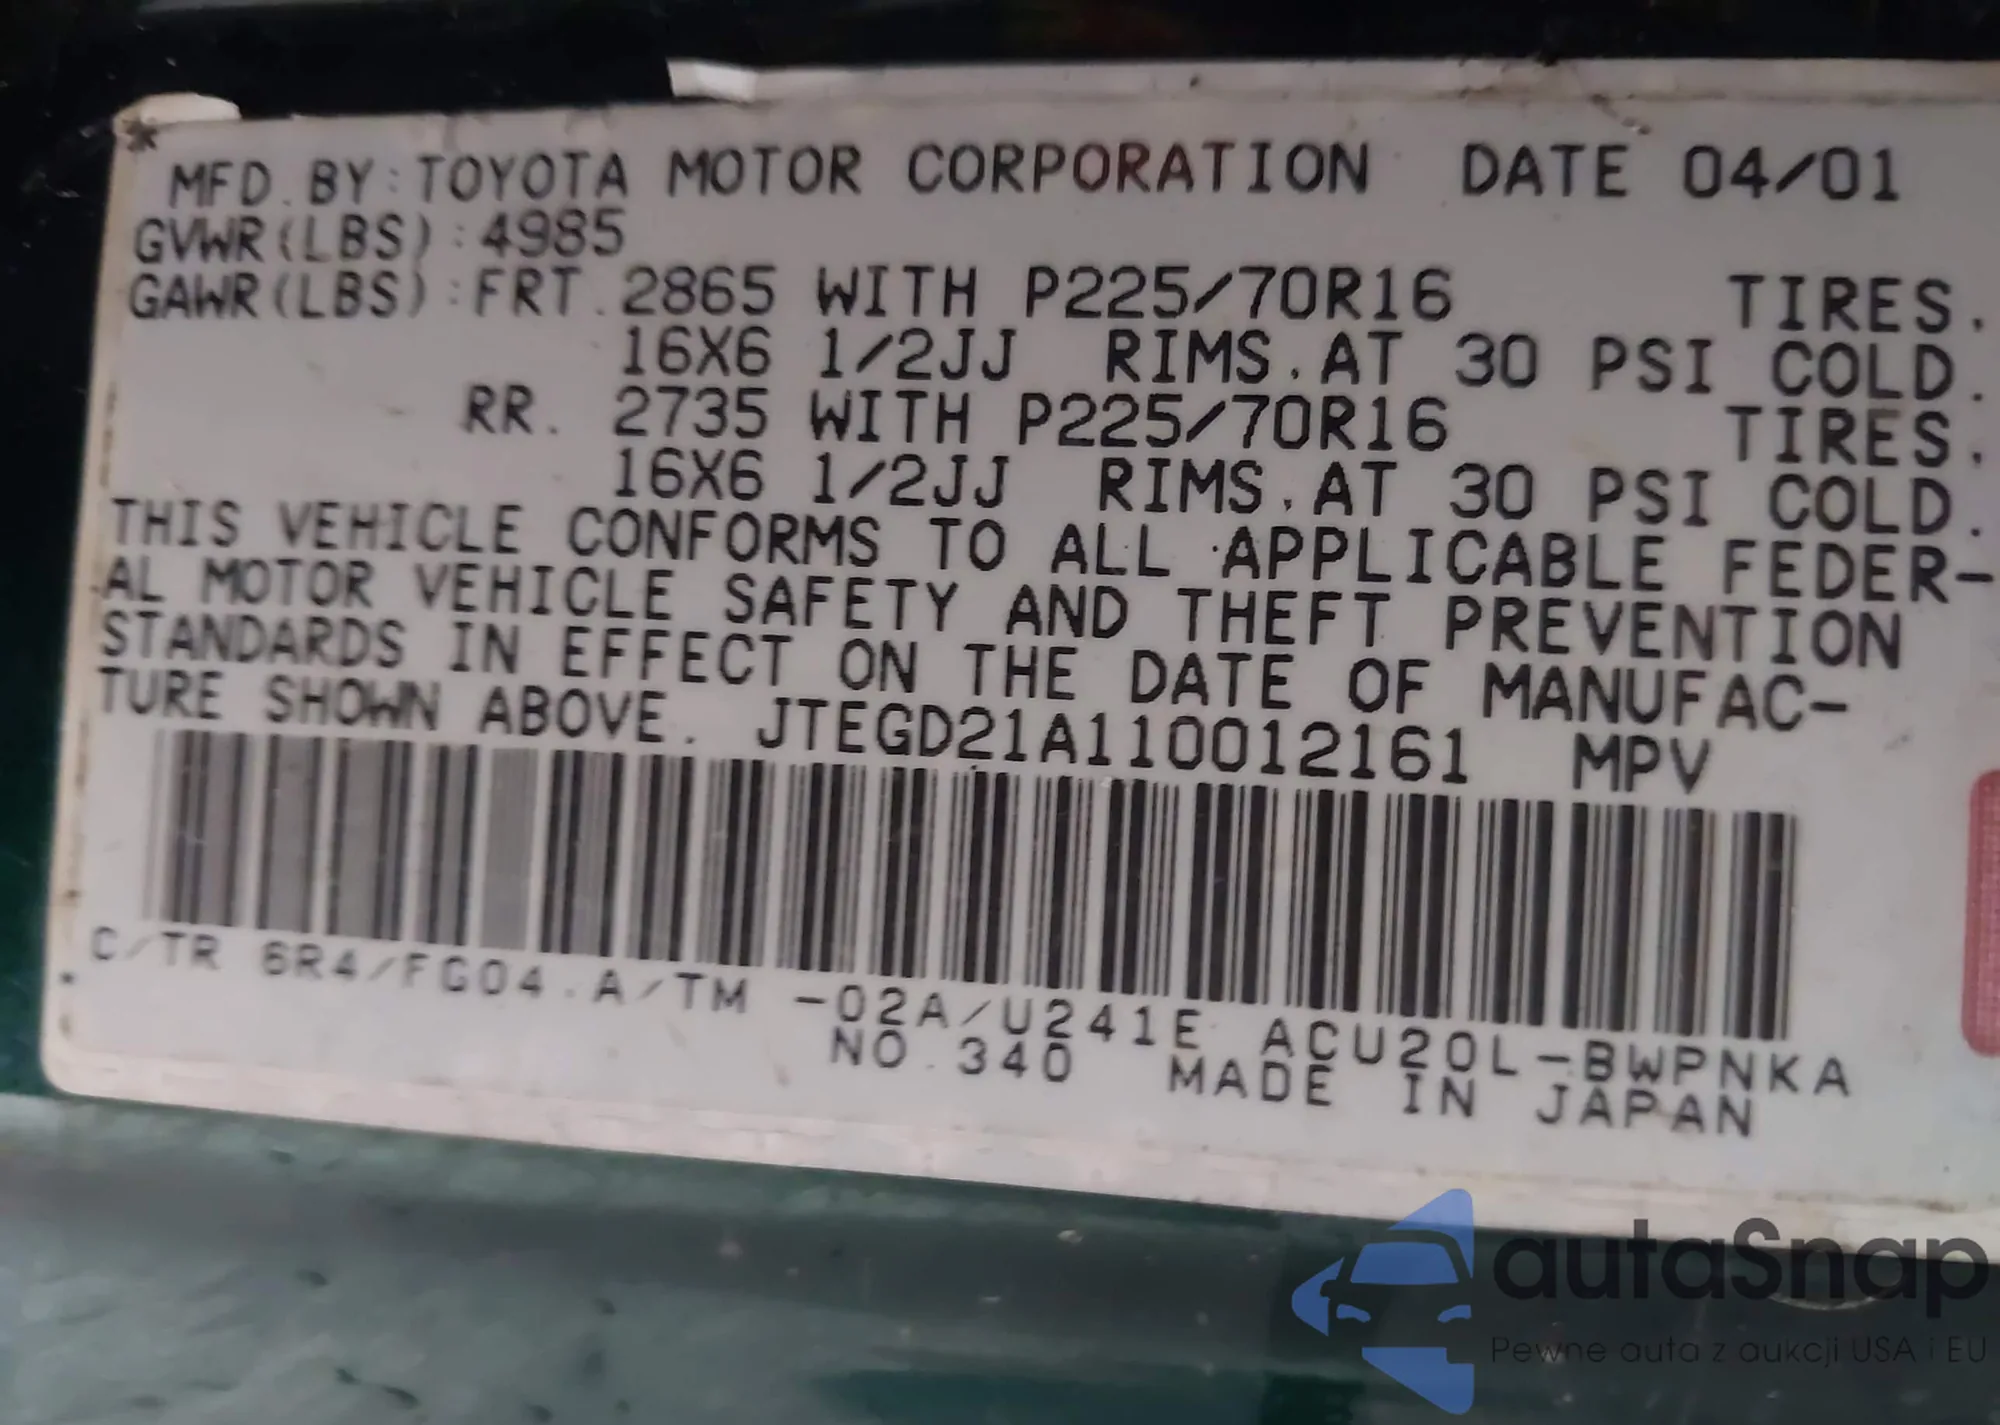 *
MFD. BY: TOYOTA MOTOR CORPORATION DATE 04/01
GVWR(LBS): 4985
GAWR(LBS): FRT. 2865 WITH P225/70R16 TIRES.
16X6 1/2JJ RIMS. AT 30 PSI COLD.
RR. 2735 WITH P225/70R16 TIRES.
16X6 1/2JJ RIMS. AT 30 PSI COLD.
THIS VEHICLE CONFORMS TO ALL APPLICABLE FEDER-
AL MOTOR VEHICLE SAFETY AND THEFT PREVENTION
STANDARDS IN EFFECT ON THE DATE OF MANUFAC-
TURE SHOWN ABOVE. JTEGD21A110012161 MPV
C/TR 6R4/FG04. A/TM -02A/U241E ACU20L-BWPNKA
NO. 340 MADE IN JAPAN
autaSnap
Pewne auta z aukcji USA i EU